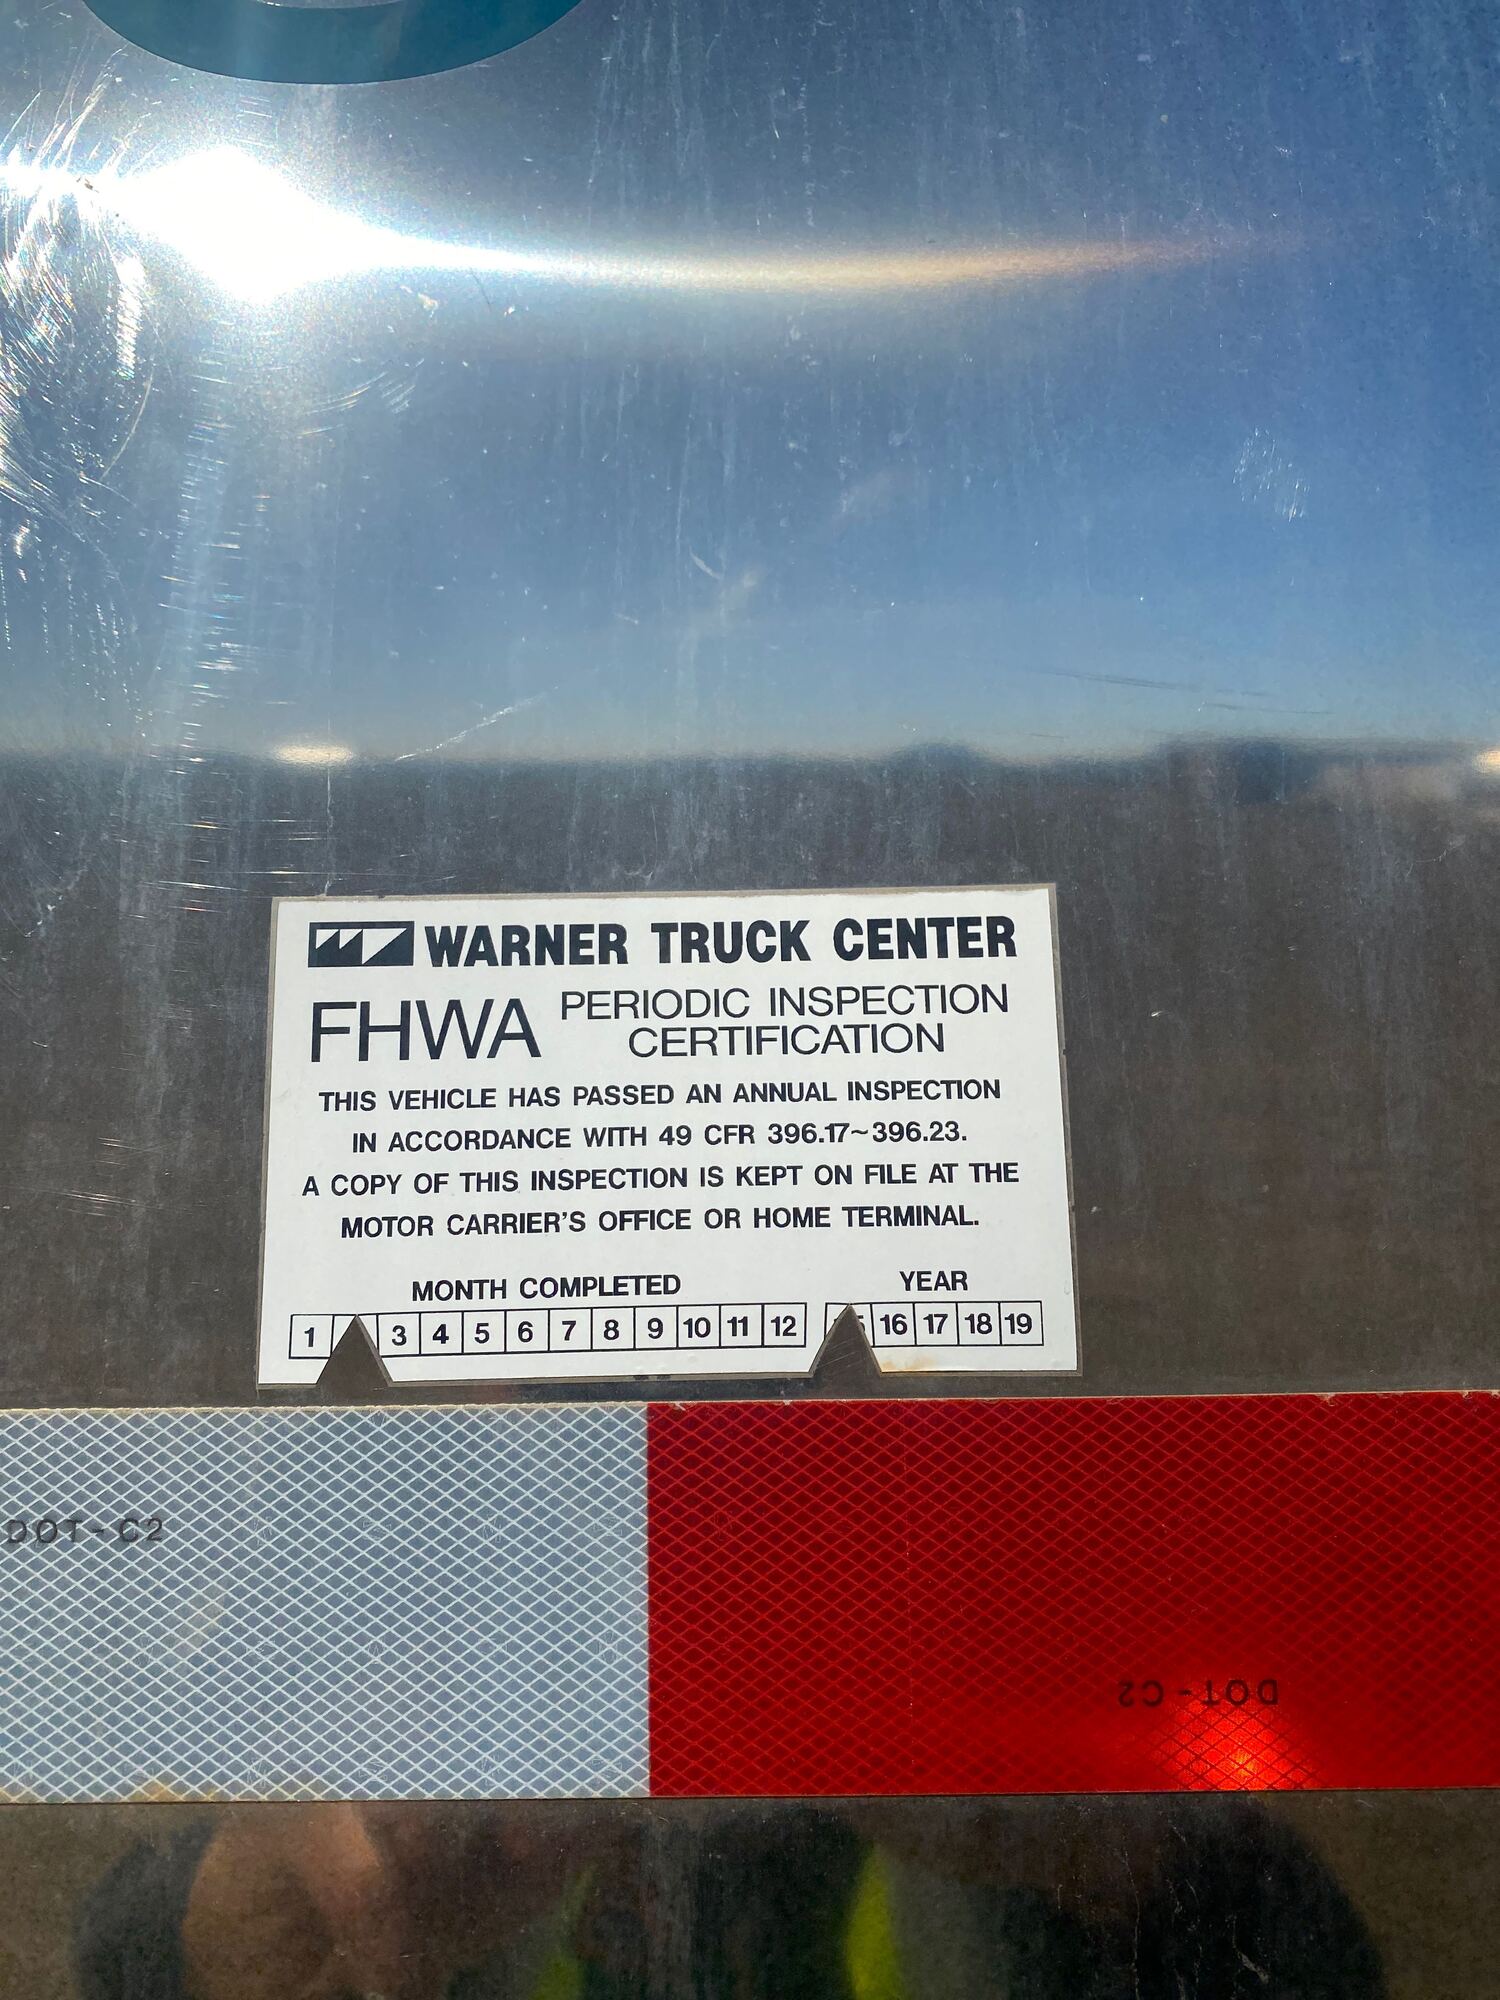 WARNER TRUCK CENTER
FHWA PERIODIC INSPECTION
CERTIFICATION
THIS VEHICLE HAS PASSED AN ANNUAL INSPECTION
IN ACCORDANCE WITH 49 CFR 396.17~396.23.
A COPY OF THIS INSPECTION IS KEPT ON FILE AT THE
MOTOR CARRIER'S OFFICE OR HOME TERMINAL.
MONTH COMPLETED YEAR
1 3 4 5 6 7 8 9 10 11 12 16 17 18 19
DOT-C2
DOT-C2